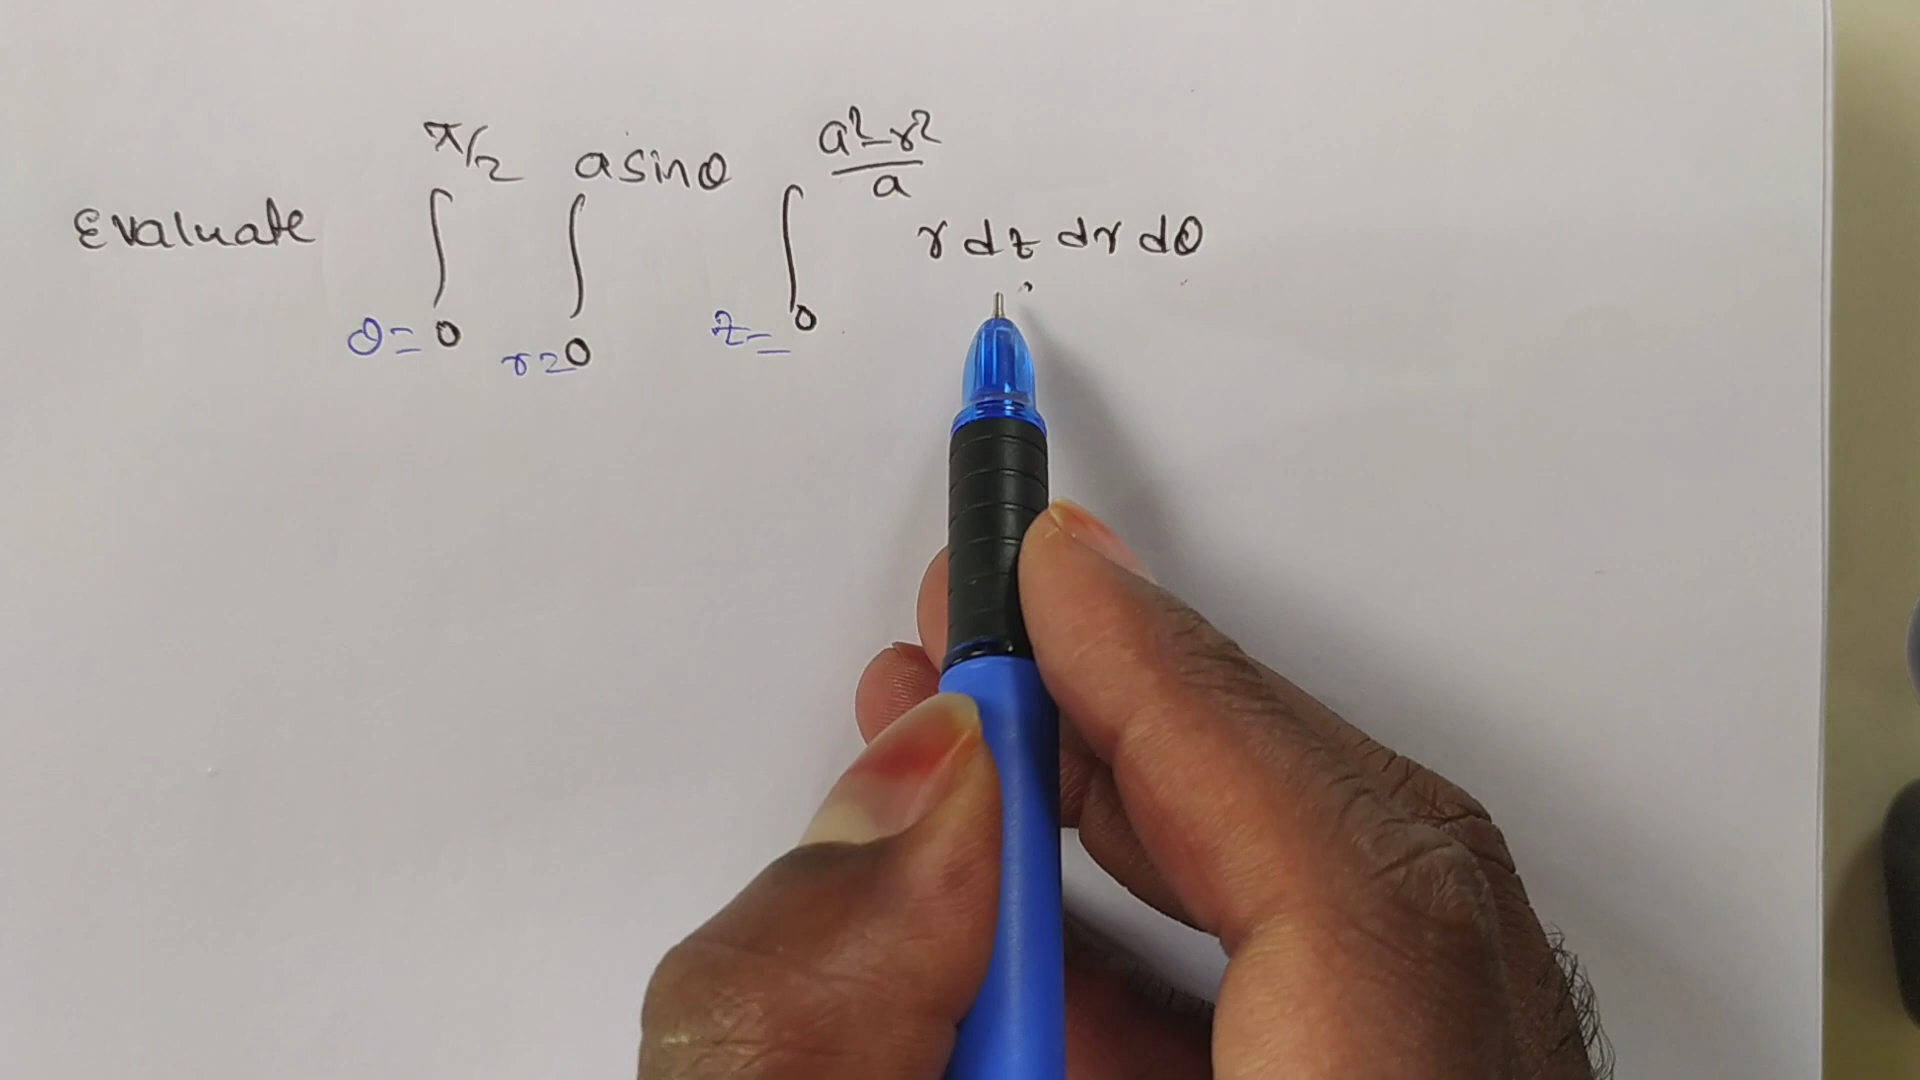 Evaluate ∫_{θ=0}^{π/2} ∫_{r=0}^{a sinθ} ∫_{z=0}^{(a²-r²)/a} r dz dr dθ